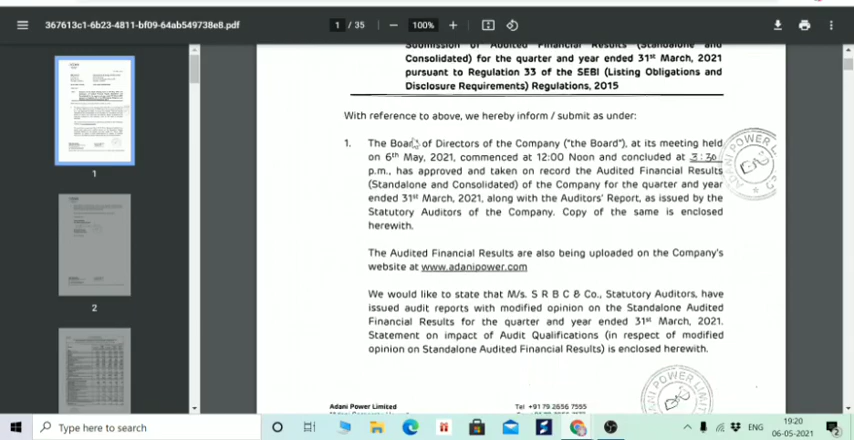 367613c1-6b23-4811-bf09-64ab549738e8.pdf
1 / 35
100%
Submission of Audited Financial Results (Standalone and
Consolidated) for the quarter and year ended 31st March, 2021
pursuant to Regulation 33 of the SEBI (Listing Obligations and
Disclosure Requirements) Regulations, 2015
With reference to above, we hereby inform / submit as under:
1. The Board of Directors of the Company ("the Board"), at its meeting held
on 6th May, 2021, commenced at 12:00 Noon and concluded at 3:30
p.m., has approved and taken on record the Audited Financial Results
(Standalone and Consolidated) of the Company for the quarter and year
ended 31st March, 2021, along with the Auditors' Report, as issued by the
Statutory Auditors of the Company. Copy of the same is enclosed
herewith.
The Audited Financial Results are also being uploaded on the Company's
website at www.adanipower.com
We would like to state that M/s. S R B C & Co., Statutory Auditors, have
issued audit reports with modified opinion on the Standalone Audited
Financial Results for the quarter and year ended 31st March, 2021.
Statement on impact of Audit Qualifications (in respect of modified
opinion on Standalone Audited Financial Results) is enclosed herewith.
Adani Power Limited
Tel +91 79 2656 7555
ADANI POWER
ADANI POWER LIMITED
1
2
Type here to search
ENG
19:20
06-05-2021
2